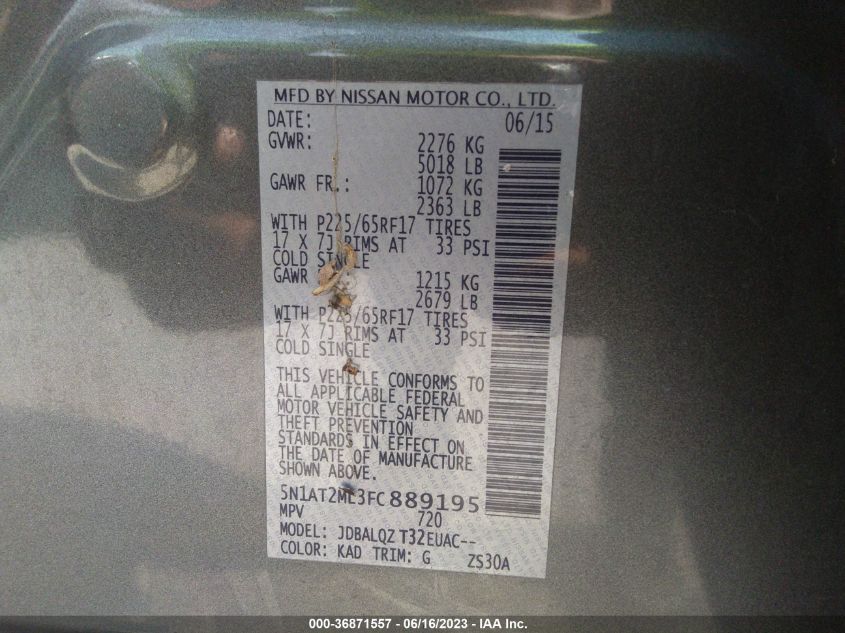 MFD BY NISSAN MOTOR CO., LTD.
DATE: 06/15
GVWR: 2276 KG
5018 LB
GAWR FR.: 1072 KG
2363 LB
WITH P225/65RF17 TIRES
17 X 7J RIMS AT 33 PSI
COLD SINGLE
GAWR 1215 KG
2679 LB
WITH P225/65RF17 TIRES
17 X 7J RIMS AT 33 PSI
COLD SINGLE
THIS VEHICLE CONFORMS TO
ALL APPLICABLE FEDERAL
MOTOR VEHICLE SAFETY AND
THEFT PREVENTION
STANDARDS IN EFFECT ON
THE DATE OF MANUFACTURE
SHOWN ABOVE.
5N1AT2ML3FC889195
MPV 720
MODEL: JDBALQZ T32EUAC--
COLOR: KAD TRIM: G ZS30A
000-36871557 - 06/16/2023 - IAA Inc.